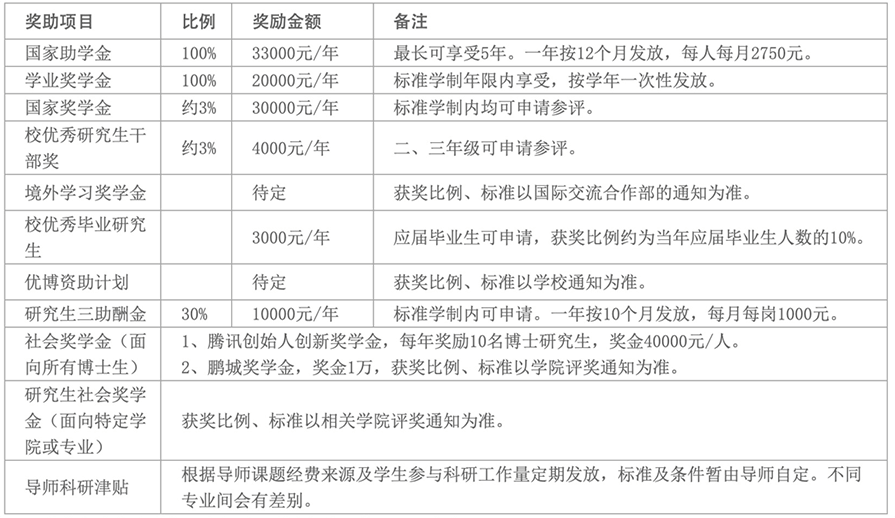 奖助项目 比例 奖励金额 备注
国家助学金 100% 33000元/年 最长可享受5年。一年按12个月发放，每人每月2750元。
学业奖学金 100% 20000元/年 标准学制年限内享受，按学年一次性发放。
国家奖学金 约3% 30000元/年 标准学制内均可申请参评。
校优秀研究生干
部奖 约3% 4000元/年 二、三年级可申请参评。
境外学习奖学金 待定 获奖比例、标准以国际交流合作部的通知为准。
校优秀毕业研究
生 3000元/年 应届毕业生可申请，获奖比例约为当年应届毕业生人数的10%。
优博资助计划 待定 获奖比例、标准以学校通知为准。
研究生三助酬金 30% 10000元/年 标准学制内可申请。一年按10个月发放，每月每岗1000元。
社会奖学金（面
向所有博士生）
1、腾讯创始人创新奖学金，每年奖励10名博士研究生，奖金40000元/人。
2、鹏城奖学金，奖金1万，获奖比例、标准以学院评奖通知为准。
研究生社会奖学
金（面向特定学
院或专业）
获奖比例、标准以相关学院评奖通知为准。
导师科研津贴
根据导师课题经费来源及学生参与科研工作量定期发放，标准及条件暂由导师自定。不同
专业间会有差别。